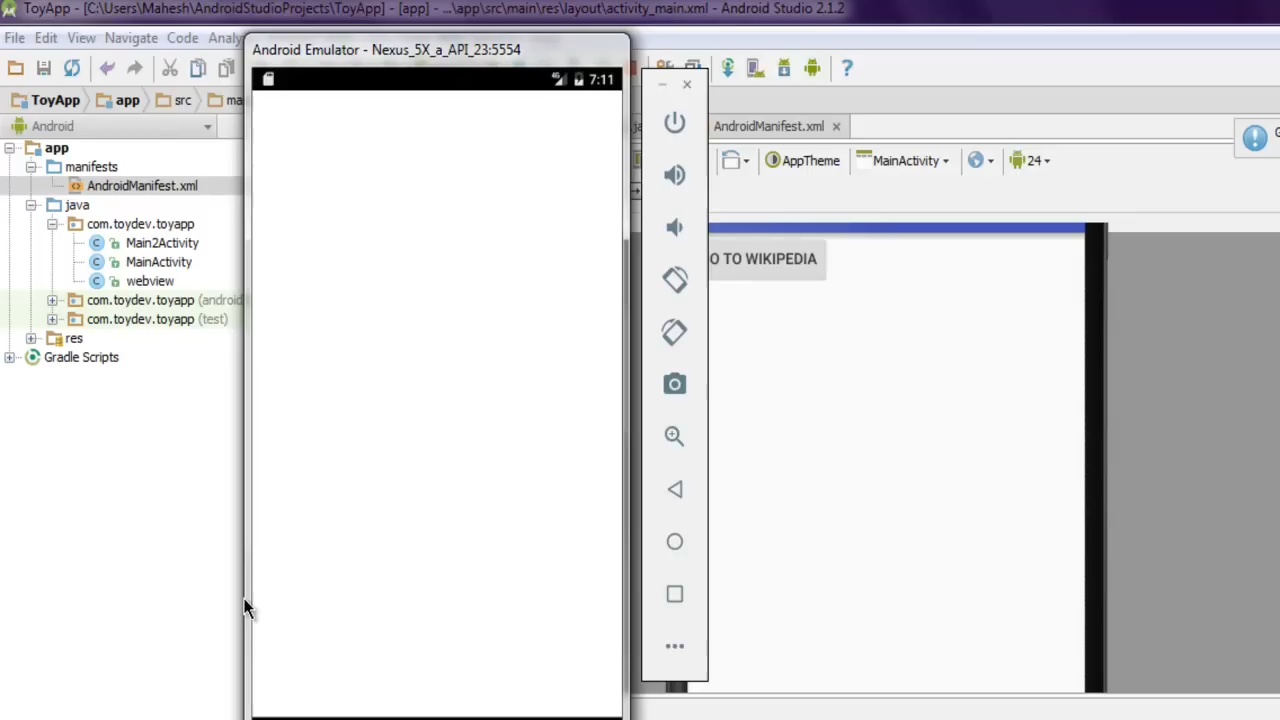 ToyApp - [C:\Users\Mahesh\AndroidStudioProjects\ToyApp] - [app] - ...\app\src\main\res\layout\activity_main.xml - Android Studio 2.1.2
File Edit View Navigate Code Analy
Android Emulator - Nexus_5X_a_API_23:5554
4G 7:11
ToyApp app src ma
Android
AndroidManifest.xml
AppTheme MainActivity 24
app
manifests
AndroidManifest.xml
java
com.toydev.toyapp
Main2Activity
MainActivity
webview
com.toydev.toyapp (android
com.toydev.toyapp (test)
res
Gradle Scripts
O TO WIKIPEDIA